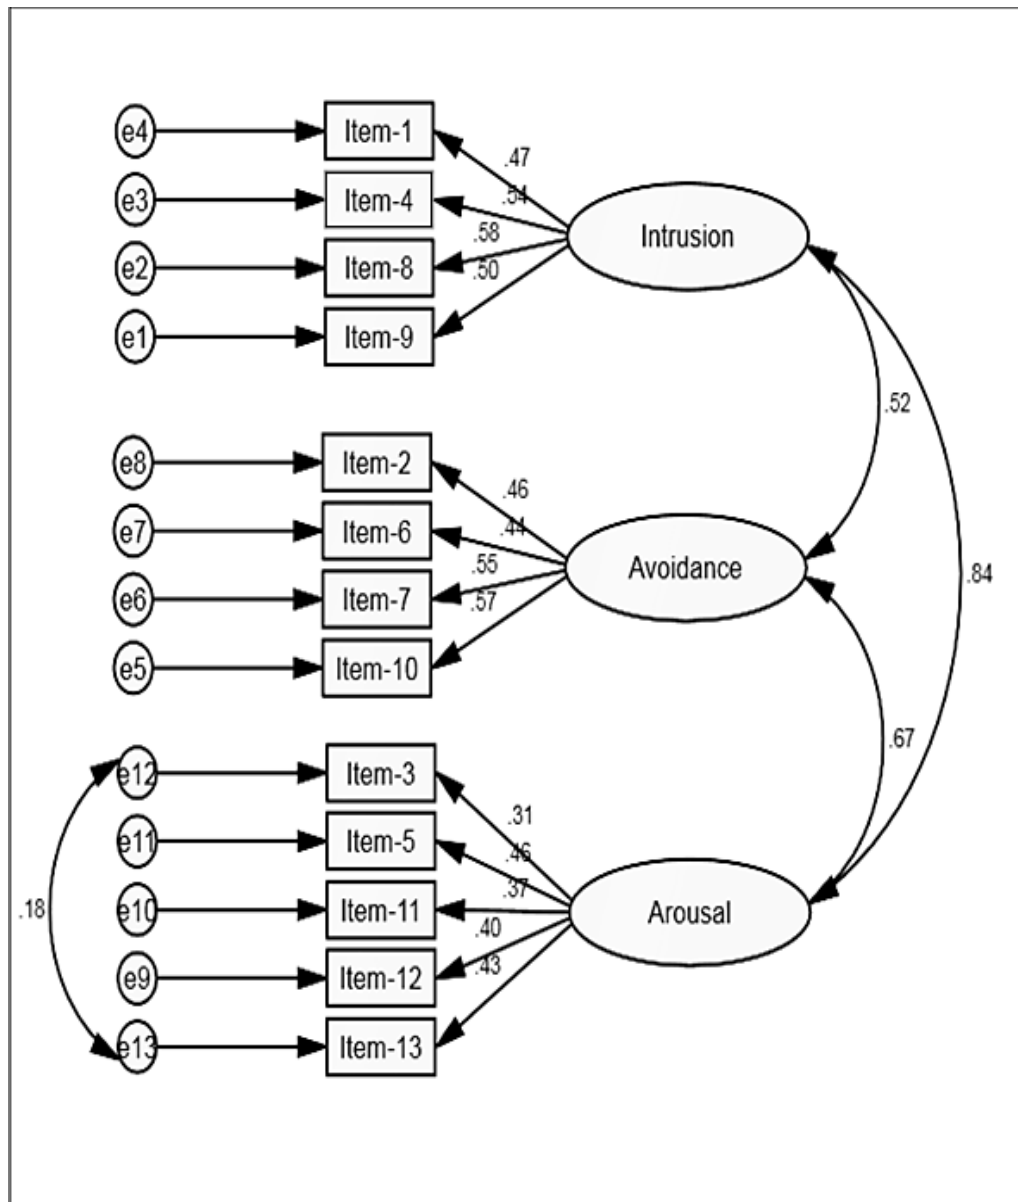 e4
Item-1
.47
e3
Item-4
.54
Intrusion
e2
Item-8
.58
e1
Item-9
.50
.52
e8
Item-2
.46
e7
Item-6
.44
Avoidance
.84
e6
Item-7
.55
e5
Item-10
.57
.67
e12
Item-3
.31
e11
Item-5
.46
.18
e10
Item-11
.37
Arousal
e9
Item-12
.40
e13
Item-13
.43